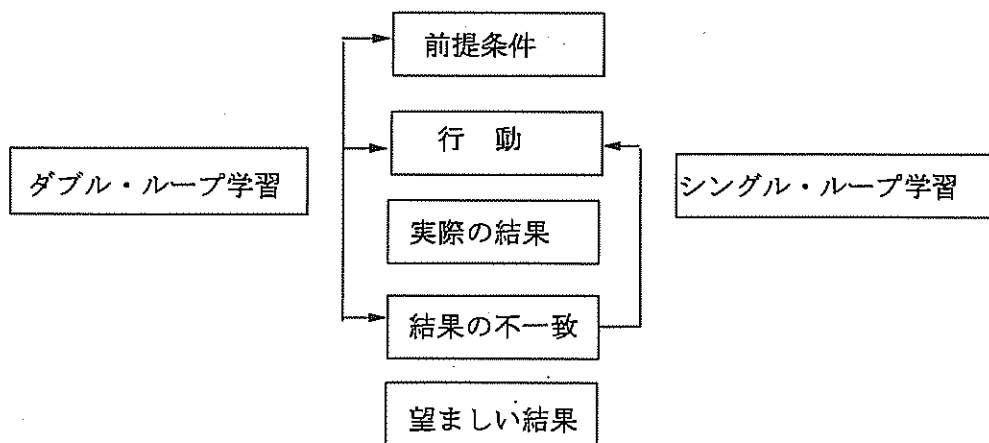 前提条件
行 動
ダブル・ループ学習
シングル・ループ学習
実際の結果
結果の不一致
望ましい結果